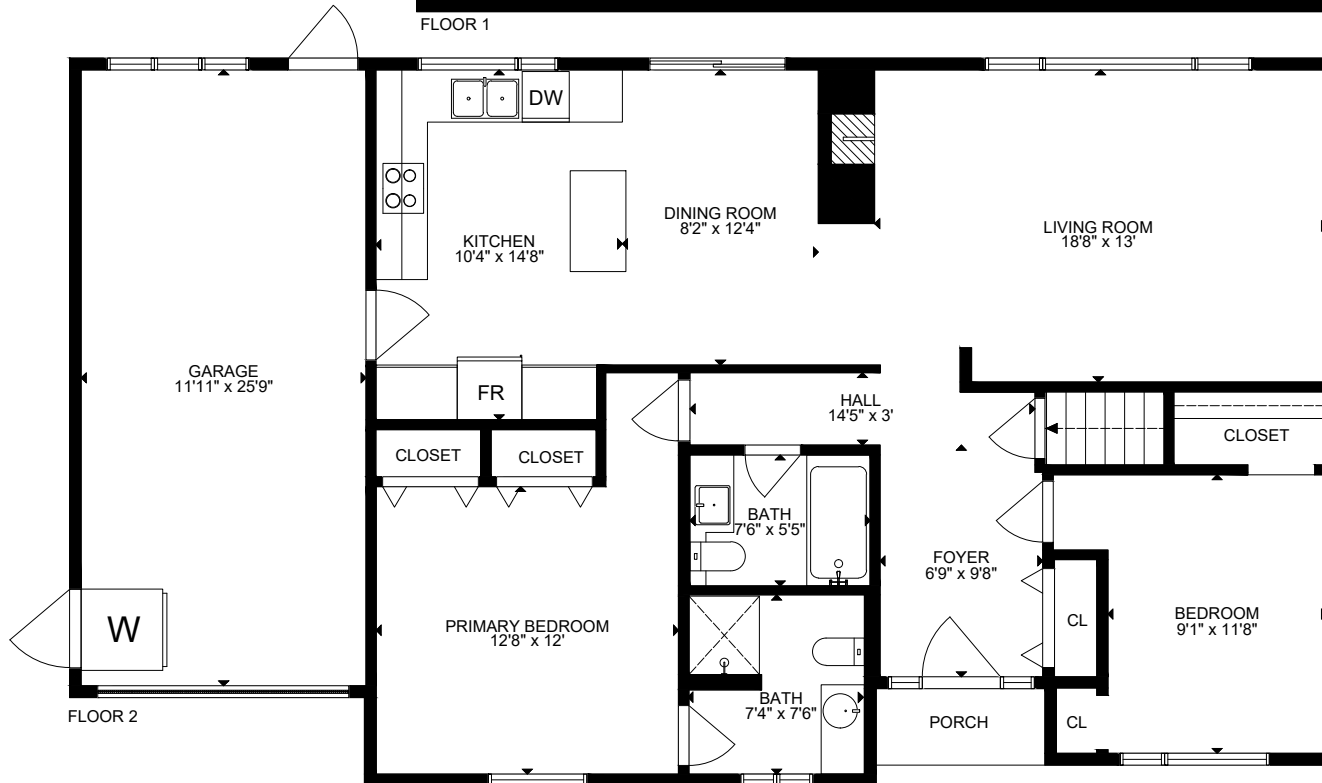 FLOOR 1
DW
KITCHEN
10'4" x 14'8"
DINING ROOM
8'2" x 12'4"
LIVING ROOM
18'8" x 13'
GARAGE
11'11" x 25'9"
FR
HALL
14'5" x 3'
CLOSET
CLOSET
CLOSET
BATH
7'6" x 5'5"
FOYER
6'9" x 9'8"
PRIMARY BEDROOM
12'8" x 12'
W
CL
BEDROOM
9'1" x 11'8"
BATH
7'4" x 7'6"
PORCH
CL
FLOOR 2